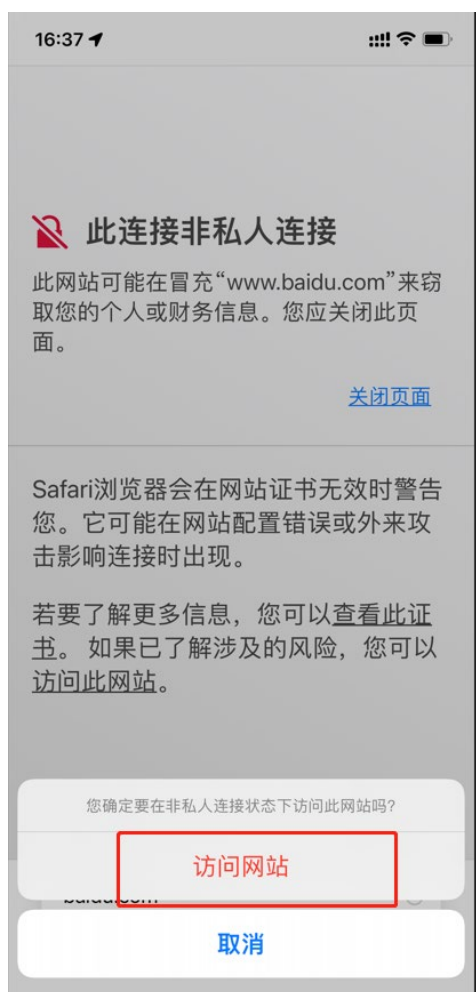 16:37
此连接非私人连接
此网站可能在冒充“www.baidu.com”来窃
取您的个人或财务信息。您应关闭此页
面。
关闭页面
Safari浏览器会在网站证书无效时警告
您。它可能在网站配置错误或外来攻
击影响连接时出现。
若要了解更多信息，您可以查看此证
书。 如果已了解涉及的风险，您可以
访问此网站。
您确定要在非私人连接状态下访问此网站吗？
访问网站
baidu.com
取消